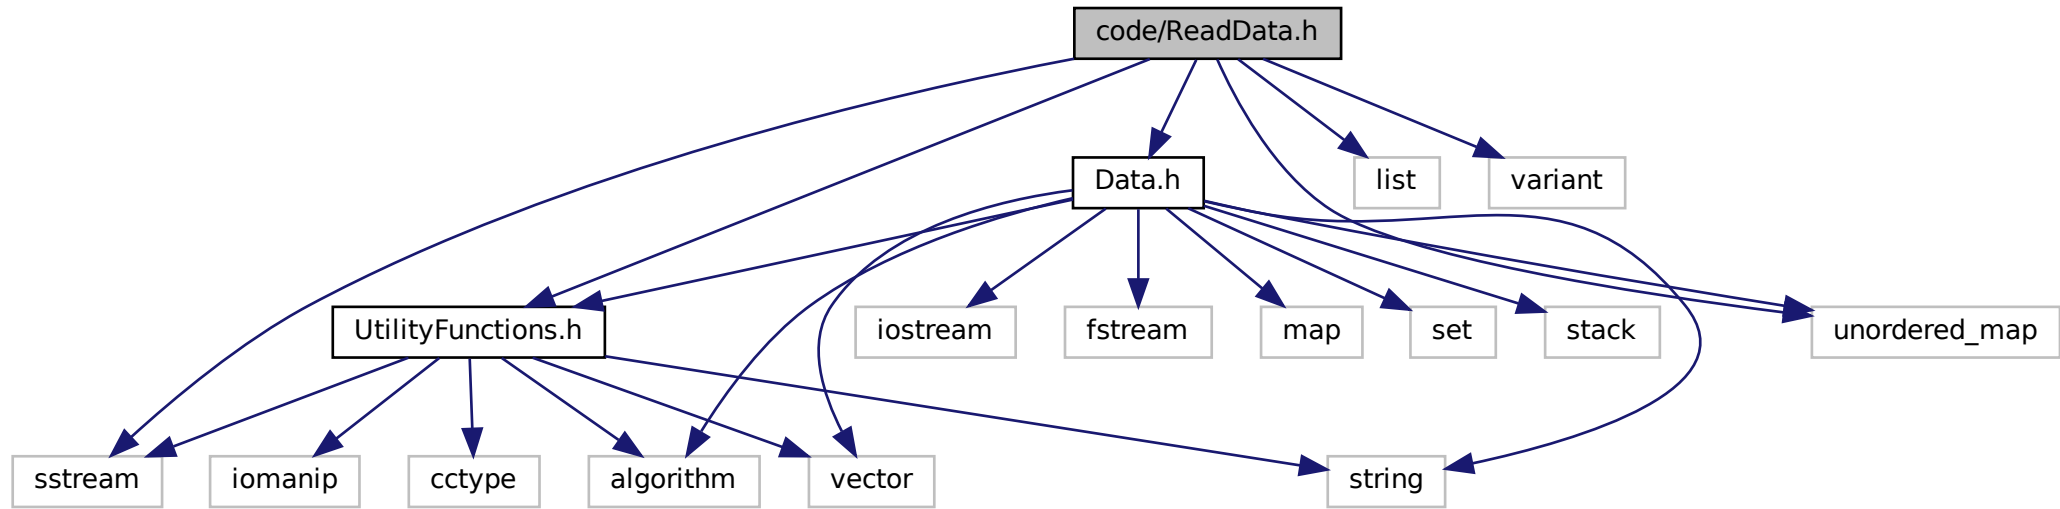 code/ReadData.h
Data.h
list
variant
UtilityFunctions.h
iostream
fstream
map
set
stack
unordered_map
sstream
iomanip
cctype
algorithm
vector
string